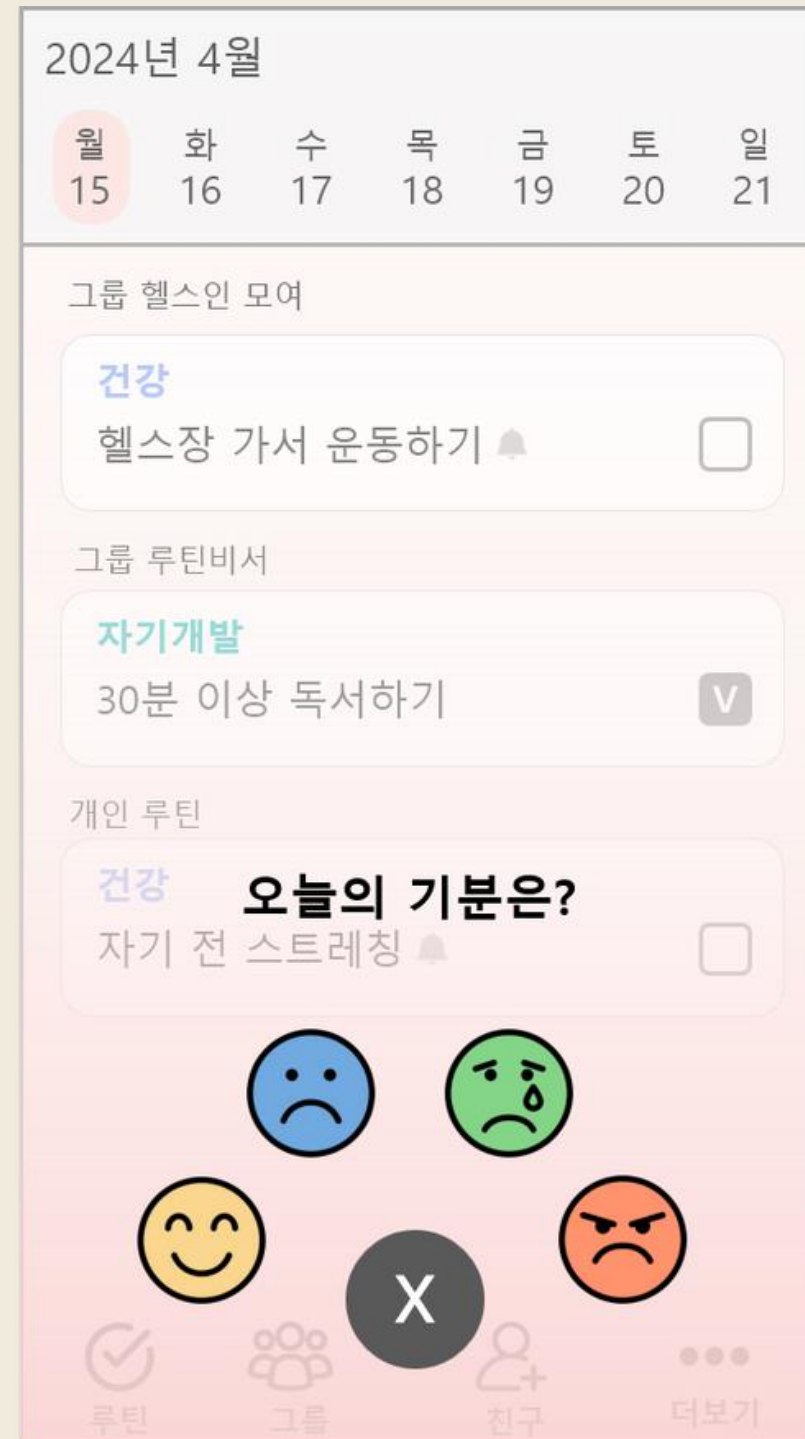 2024년 4월
월 화 수 목 금 토 일
15 16 17 18 19 20 21
그룹 헬스인 모여
건강
헬스장 가서 운동하기
그룹 루틴비서
자기개발
30분 이상 독서하기
V
개인 루틴
건강
오늘의 기분은?
자기 전 스트레칭
X
루틴 그룹 친구 더보기